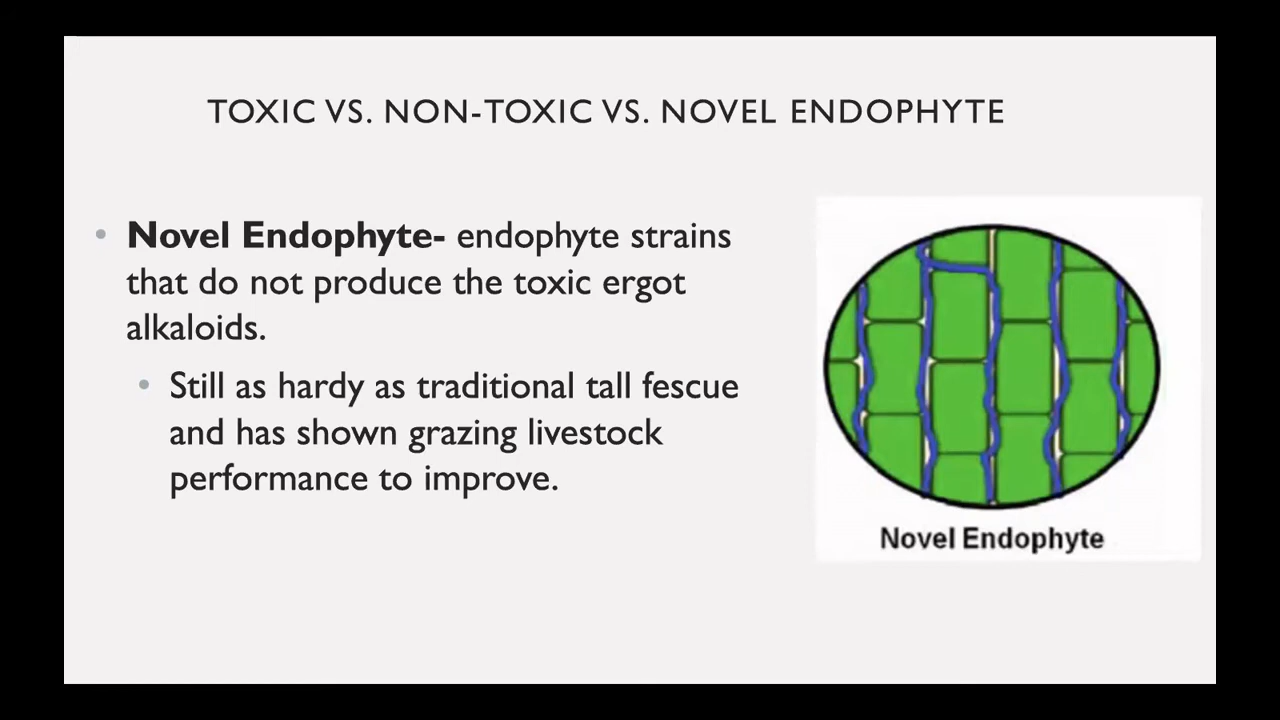 TOXIC VS. NON-TOXIC VS. NOVEL ENDOPHYTE
• Novel Endophyte- endophyte strains
that do not produce the toxic ergot
alkaloids.
• Still as hardy as traditional tall fescue
and has shown grazing livestock
performance to improve.
Novel Endophyte